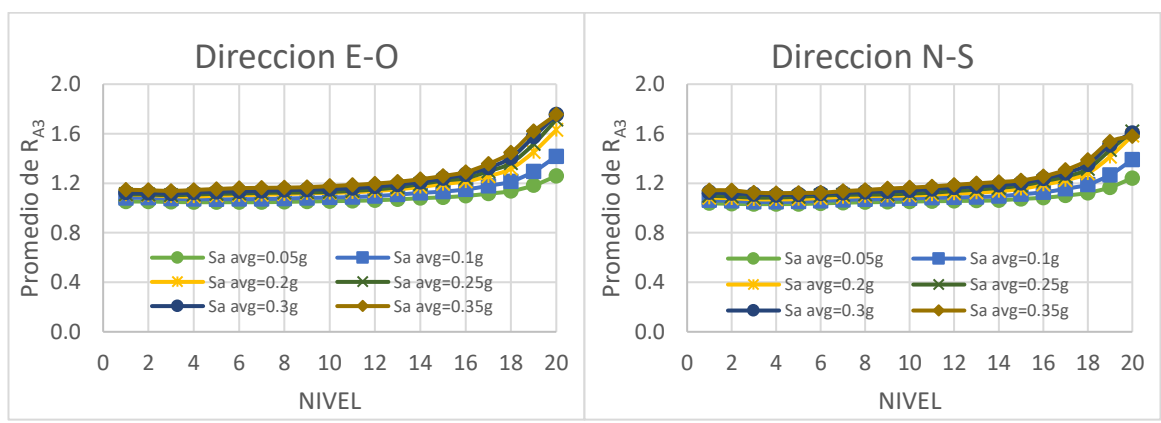 Direccion E-O
Promedio de RA3
2.0
1.6
1.2
0.8
0.4
0.0
Sa avg=0.05g Sa avg=0.1g
Sa avg=0.2g Sa avg=0.25g
Sa avg=0.3g Sa avg=0.35g
0 2 4 6 8 10 12 14 16 18 20
NIVEL
Direccion N-S
Promedio de RA3
2.0
1.6
1.2
0.8
0.4
0.0
Sa avg=0.05g Sa avg=0.1g
Sa avg=0.2g Sa avg=0.25g
Sa avg=0.3g Sa avg=0.35g
0 2 4 6 8 10 12 14 16 18 20
NIVEL